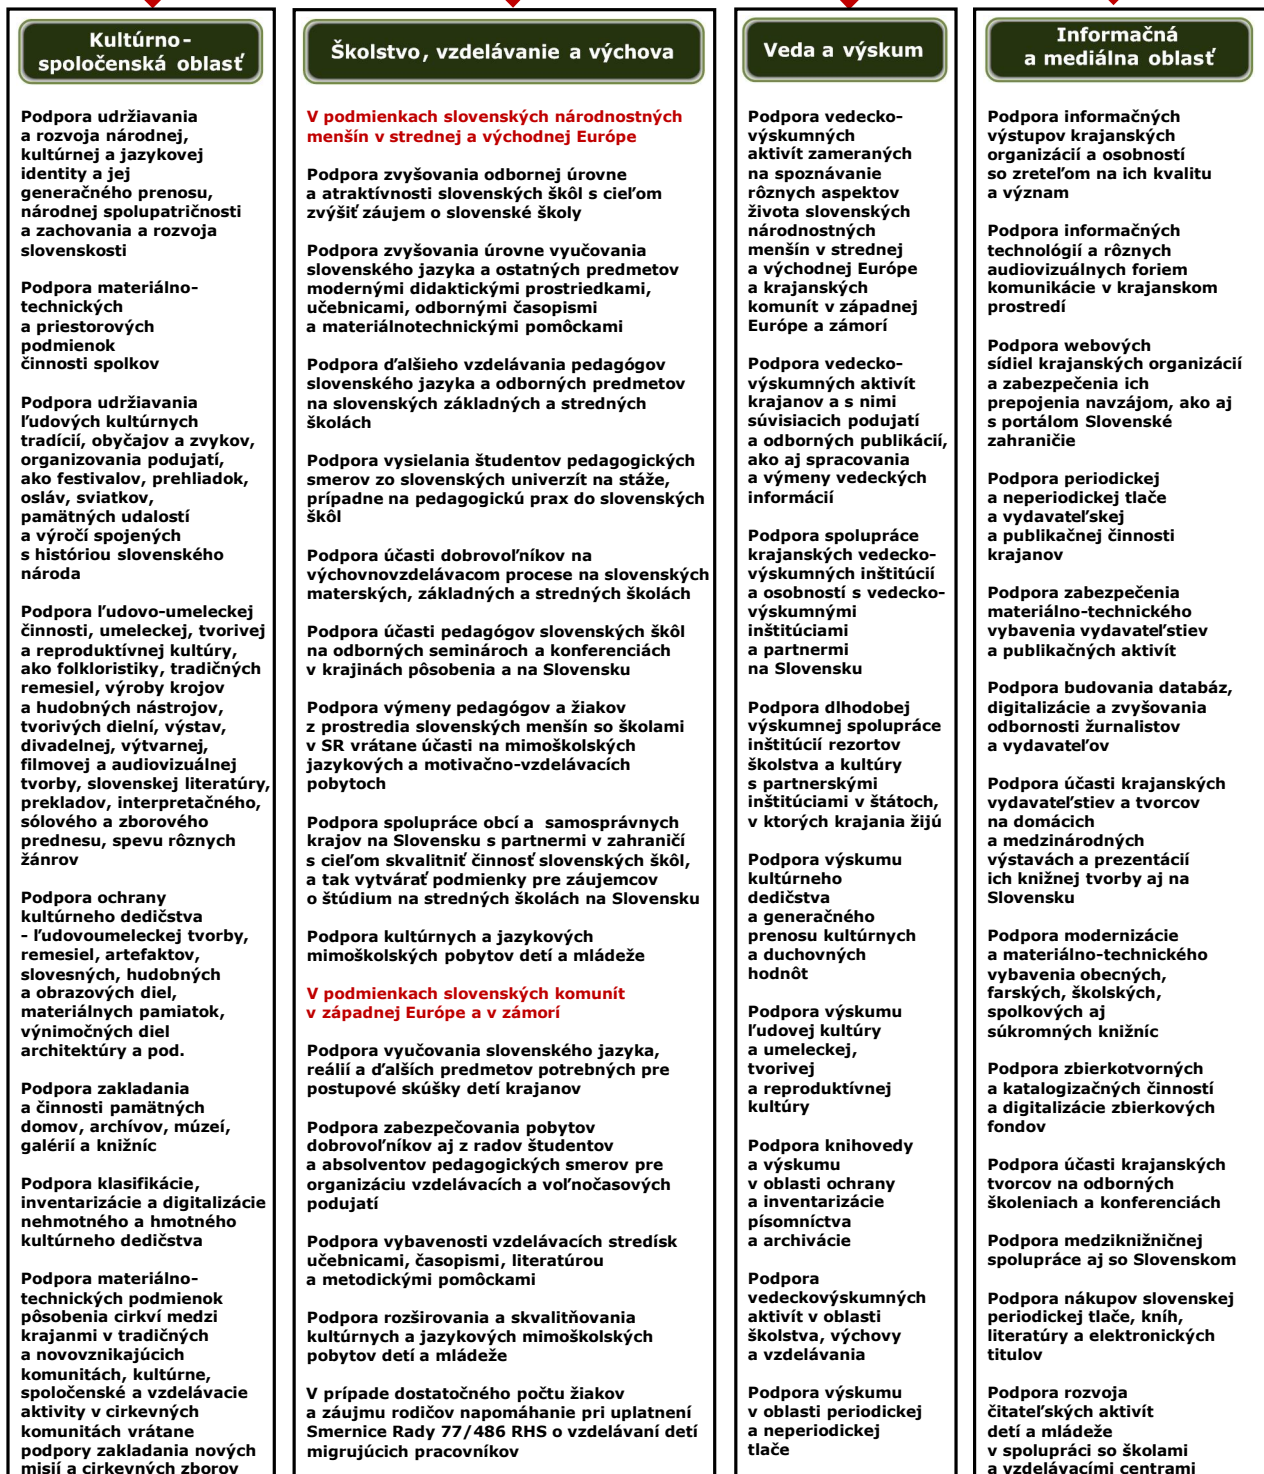 Kultúrno-
spoločenská oblasť
Podpora udržiavania
a rozvoja národnej,
kultúrnej a jazykovej
identity a jej
generačného prenosu,
národnej spolupatričnosti
a zachovania a rozvoja
slovenskosti
Podpora materiálno-
technických
a priestorových
podmienok
činnosti spolkov
Podpora udržiavania
ľudových kultúrnych
tradícií, obyčajov a zvykov,
organizovania podujatí,
ako festivalov, prehliadok,
osláv, sviatkov,
pamätných udalostí
a výročí spojených
s históriou slovenského
národa
Podpora ľudovo-umeleckej
činnosti, umeleckej, tvorivej
a reproduktívnej kultúry,
ako folkloristiky, tradičných
remesiel, výroby krojov
a hudobných nástrojov,
tvorivých dielní, výstav,
divadelnej, výtvarnej,
filmovej a audiovizuálnej
tvorby, slovenskej literatúry,
prekladov, interpretačného,
sólového a zborového
prednesu, spevu rôznych
žánrov
Podpora ochrany
kultúrneho dedičstva
- ľudovoumeleckej tvorby,
remesiel, artefaktov,
slovesných, hudobných
a obrazových diel,
materiálnych pamiatok,
výnimočných diel
architektúry a pod.
Podpora zakladania
a činnosti pamätných
domov, archívov, múzeí,
galérií a knižníc
Podpora klasifikácie,
inventarizácie a digitalizácie
nehmotného a hmotného
kultúrneho dedičstva
Podpora materiálno-
technických podmienok
pôsobenia cirkví medzi
krajanmi v tradičných
a novovznikajúcich
komunitách, kultúrne,
spoločenské a vzdelávacie
aktivity v cirkevných
komunitách vrátane
podpory zakladania nových
misií a cirkevných zborov
Školstvo, vzdelávanie a výchova
V podmienkach slovenských národnostných
menšín v strednej a východnej Európe
Podpora zvyšovania odbornej úrovne
a atraktívnosti slovenských škôl s cieľom
zvýšiť záujem o slovenské školy
Podpora zvyšovania úrovne vyučovania
slovenského jazyka a ostatných predmetov
modernými didaktickými prostriedkami,
učebnicami, odbornými časopismi
a materiálnotechnickými pomôckami
Podpora ďalšieho vzdelávania pedagógov
slovenského jazyka a odborných predmetov
na slovenských základných a stredných
školách
Podpora vysielania študentov pedagogických
smerov zo slovenských univerzít na stáže,
prípadne na pedagogickú prax do slovenských
škôl
Podpora účasti dobrovoľníkov na
výchovnovzdelávacom procese na slovenských
materských, základných a stredných školách
Podpora účasti pedagógov slovenských škôl
na odborných seminároch a konferenciách
v krajinách pôsobenia a na Slovensku
Podpora výmeny pedagógov a žiakov
z prostredia slovenských menšín so školami
v SR vrátane účasti na mimoškolských
jazykových a motivačno-vzdelávacích
pobytoch
Podpora spolupráce obcí a samosprávnych
krajov na Slovensku s partnermi v zahraničí
s cieľom skvalitniť činnosť slovenských škôl,
a tak vytvárať podmienky pre záujemcov
o štúdium na stredných školách na Slovensku
Podpora kultúrnych a jazykových
mimoškolských pobytov detí a mládeže
V podmienkach slovenských komunít
v západnej Európe a v zámorí
Podpora vyučovania slovenského jazyka,
reálií a ďalších predmetov potrebných pre
postupové skúšky detí krajanov
Podpora zabezpečovania pobytov
dobrovoľníkov aj z radov študentov
a absolventov pedagogických smerov pre
organizáciu vzdelávacích a voľnočasových
podujatí
Podpora vybavenosti vzdelávacích stredísk
učebnicami, časopismi, literatúrou
a metodickými pomôckami
Podpora rozširovania a skvalitňovania
kultúrnych a jazykových mimoškolských
pobytov detí a mládeže
V prípade dostatočného počtu žiakov
a záujmu rodičov napomáhanie pri uplatnení
Smernice Rady 77/486 RHS o vzdelávaní detí
migrujúcich pracovníkov
Veda a výskum
Podpora vedecko-
výskumných
aktivít zameraných
na spoznávanie
rôznych aspektov
života slovenských
národnostných
menšín v strednej
a východnej Európe
a krajanských
komunít v západnej
Európe a zámorí
Podpora vedecko-
výskumných aktivít
krajanov a s nimi
súvisiacich podujatí
a odborných publikácií,
ako aj spracovania
a výmeny vedeckých
informácií
Podpora spolupráce
krajanských vedecko-
výskumných inštitúcií
a osobností s vedecko-
výskumnými
inštitúciami
a partnermi
na Slovensku
Podpora dlhodobej
výskumnej spolupráce
inštitúcií rezortov
školstva a kultúry
s partnerskými
inštitúciami v štátoch,
v ktorých krajania žijú
Podpora výskumu
kultúrneho
dedičstva
a generačného
prenosu kultúrnych
a duchovných
hodnôt
Podpora výskumu
ľudovej kultúry
a umeleckej,
tvorivej
a reproduktívnej
kultúry
Podpora knihovedy
a výskumu
v oblasti ochrany
a inventarizácie
písomníctva
a archivácie
Podpora
vedeckovýskumných
aktivít v oblasti
školstva, výchovy
a vzdelávania
Podpora výskumu
v oblasti periodickej
a neperiodickej
tlače
Informačná
a mediálna oblasť
Podpora informačných
výstupov krajanských
organizácií a osobností
so zreteľom na ich kvalitu
a význam
Podpora informačných
technológií a rôznych
audiovizuálnych foriem
komunikácie v krajanskom
prostredí
Podpora webových
sídiel krajanských organizácií
a zabezpečenia ich
prepojenia navzájom, ako aj
s portálom Slovenské
zahraničie
Podpora periodickej
a neperiodickej tlače
a vydavateľskej
a publikačnej činnosti
krajanov
Podpora zabezpečenia
materiálno-technického
vybavenia vydavateľstiev
a publikačných aktivít
Podpora budovania databáz,
digitalizácie a zvyšovania
odbornosti žurnalistov
a vydavateľov
Podpora účasti krajanských
vydavateľstiev a tvorcov
na domácich
a medzinárodných
výstavách a prezentácií
ich knižnej tvorby aj na
Slovensku
Podpora modernizácie
a materiálno-technického
vybavenia obecných,
farských, školských,
spolkových aj
súkromných knižníc
Podpora zbierkotvorných
a katalogizačných činností
a digitalizácie zbierkových
fondov
Podpora účasti krajanských
tvorcov na odborných
školeniach a konferenciách
Podpora medziknižničnej
spolupráce aj so Slovenskom
Podpora nákupov slovenskej
periodickej tlače, kníh,
literatúry a elektronických
titulov
Podpora rozvoja
čitateľských aktivít
detí a mládeže
v spolupráci so školami
a vzdelávacími centrami